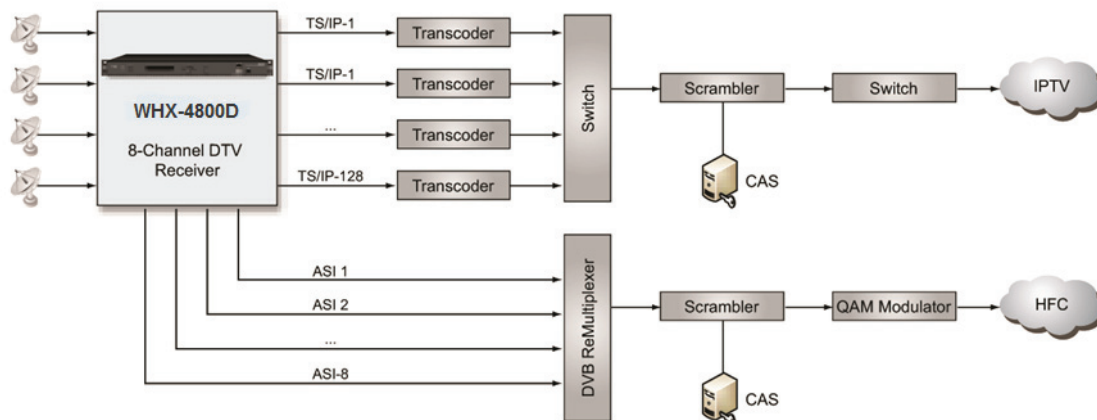 TS/IP-1
Transcoder
TS/IP-1
Transcoder
...
Transcoder
TS/IP-128
Transcoder
WHX-4800D
8-Channel DTV
Receiver
Switch
Scrambler
Switch
IPTV
CAS
ASI 1
ASI 2
...
ASI-8
DVB ReMultiplexer
Scrambler
QAM Modulator
HFC
CAS